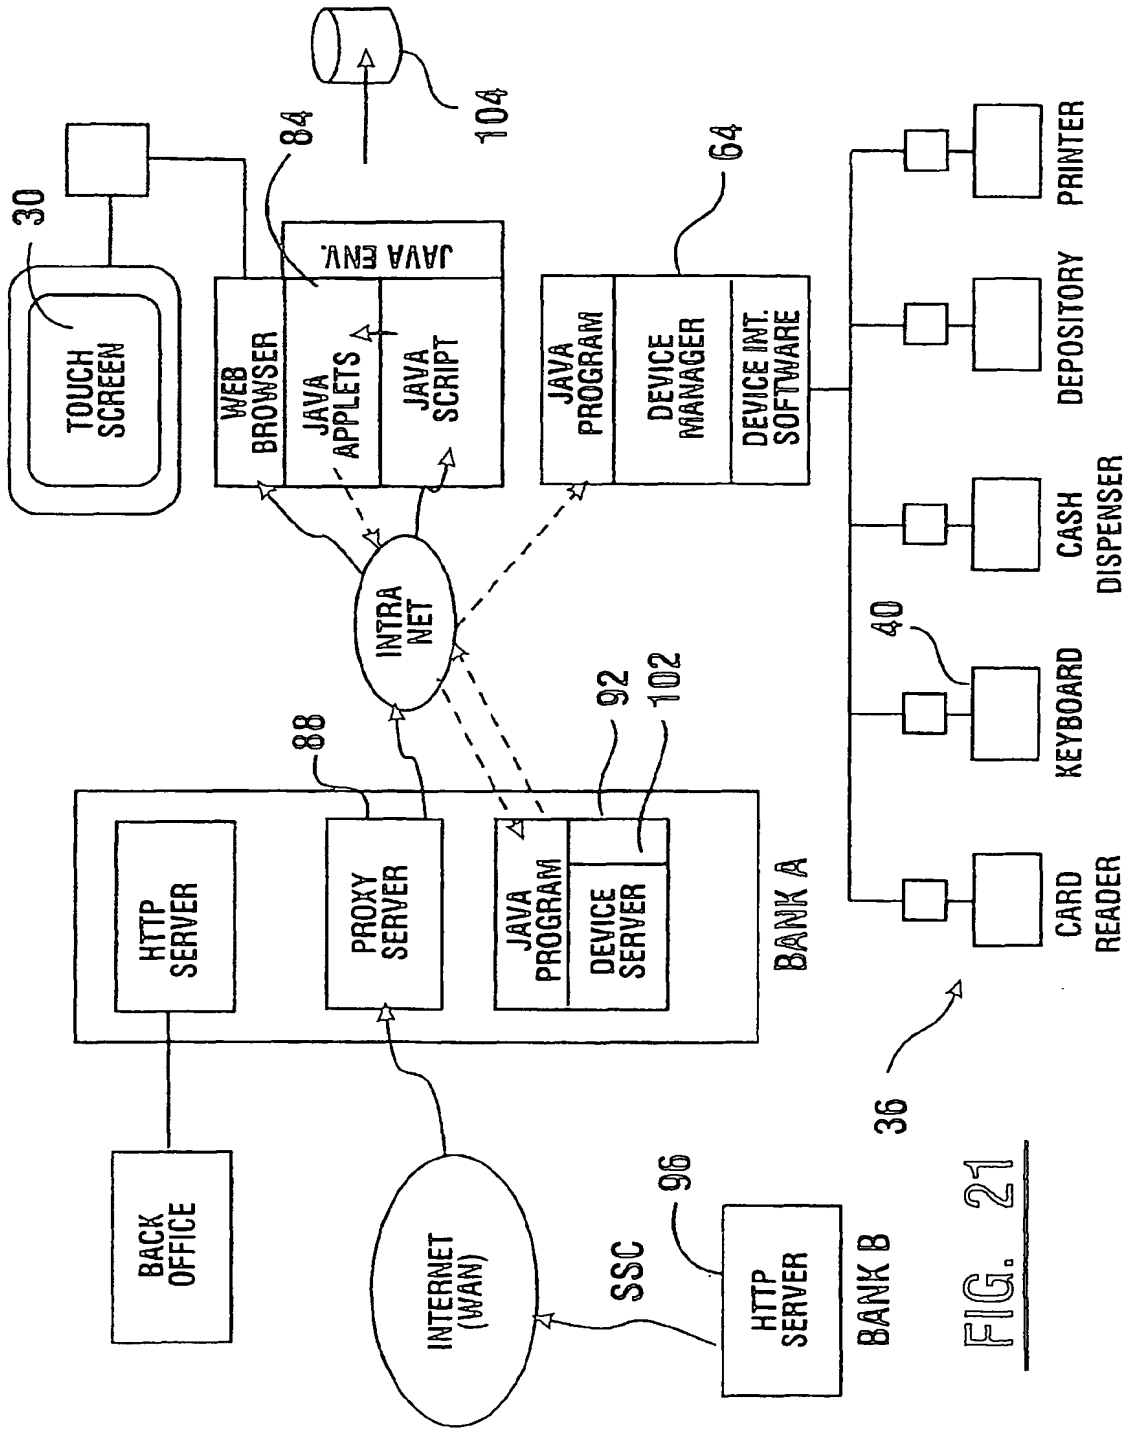 30
TOUCH
SCREEN
WEB
BROWSER
JAVA
APPLETS
JAVA
SCRIPT
JAVA ENV.
84
104
BACK
OFFICE
HTTP
SERVER
PROXY
SERVER
88
INTRA
NET
INTERNET
(WAN)
JAVA
PROGRAM
DEVICE
SERVER
92
102
BANK A
JAVA
PROGRAM
DEVICE
MANAGER
DEVICE INT.
SOFTWARE
64
SSC
96
HTTP
SERVER
BANK B
36
40
CARD
READER
KEYBOARD
CASH
DISPENSER
DEPOSITORY
PRINTER
FIG. 21